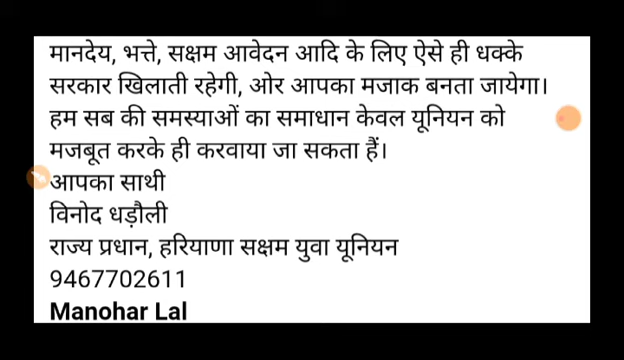 मानदेय, भत्ते, सक्षम आवेदन आदि के लिए ऐसे ही धक्के
सरकार खिलाती रहेगी, ओर आपका मजाक बनता जायेगा।
हम सब की समस्याओं का समाधान केवल यूनियन को
मजबूत करके ही करवाया जा सकता हैं।
आपका साथी
विनोद धड़ौली
राज्य प्रधान, हरियाणा सक्षम युवा यूनियन
9467702611
Manohar Lal